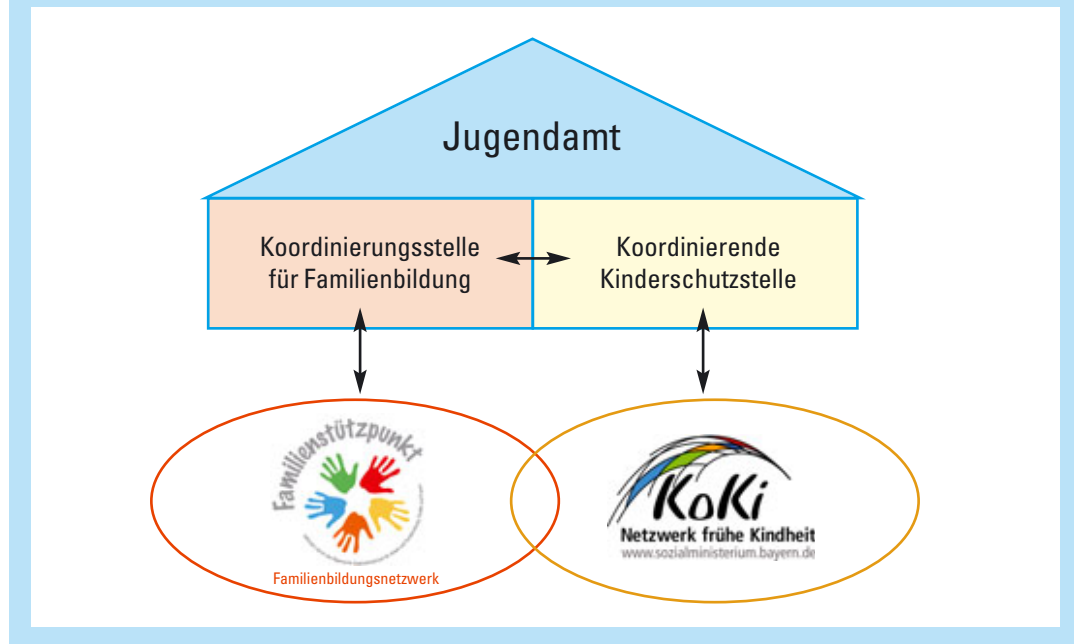 Jugendamt
Koordinierungsstelle
für Familienbildung
Koordinierende
Kinderschutzstelle
Familienstützpunkt
Familienbildungsnetzwerk
KoKi
Netzwerk frühe Kindheit
www.sozialministerium.bayern.de